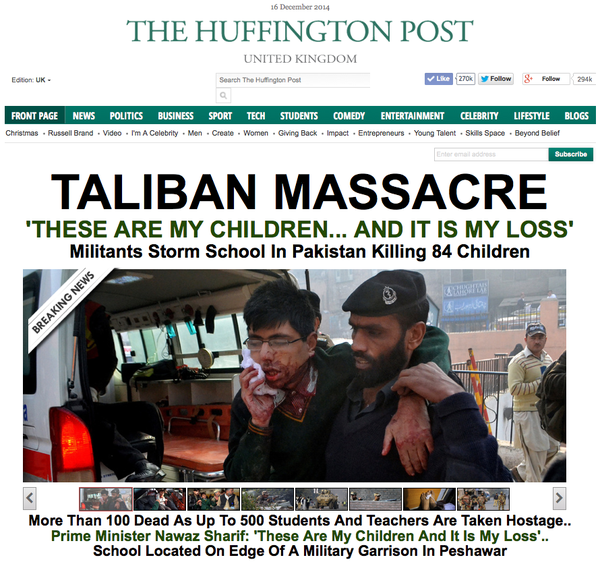 16 December 2014
THE HUFFINGTON POST
UNITED KINGDOM
Edition: UK
Search The Huffington Post
Like 270k Follow Follow 294k
FRONT PAGE NEWS POLITICS BUSINESS SPORT TECH STUDENTS COMEDY ENTERTAINMENT CELEBRITY LIFESTYLE BLOGS
Christmas • Russell Brand • Video • I'm A Celebrity • Men • Create • Women • Giving Back • Impact • Entrepreneurs • Young Talent • Skills Space • Beyond Belief
Enter email address Subscribe
TALIBAN MASSACRE
'THESE ARE MY CHILDREN... AND IT IS MY LOSS'
Militants Storm School In Pakistan Killing 84 Children
BREAKING NEWS
More Than 100 Dead As Up To 500 Students And Teachers Are Taken Hostage..
Prime Minister Nawaz Sharif: 'These Are My Children And It Is My Loss'..
School Located On Edge Of A Military Garrison In Peshawar